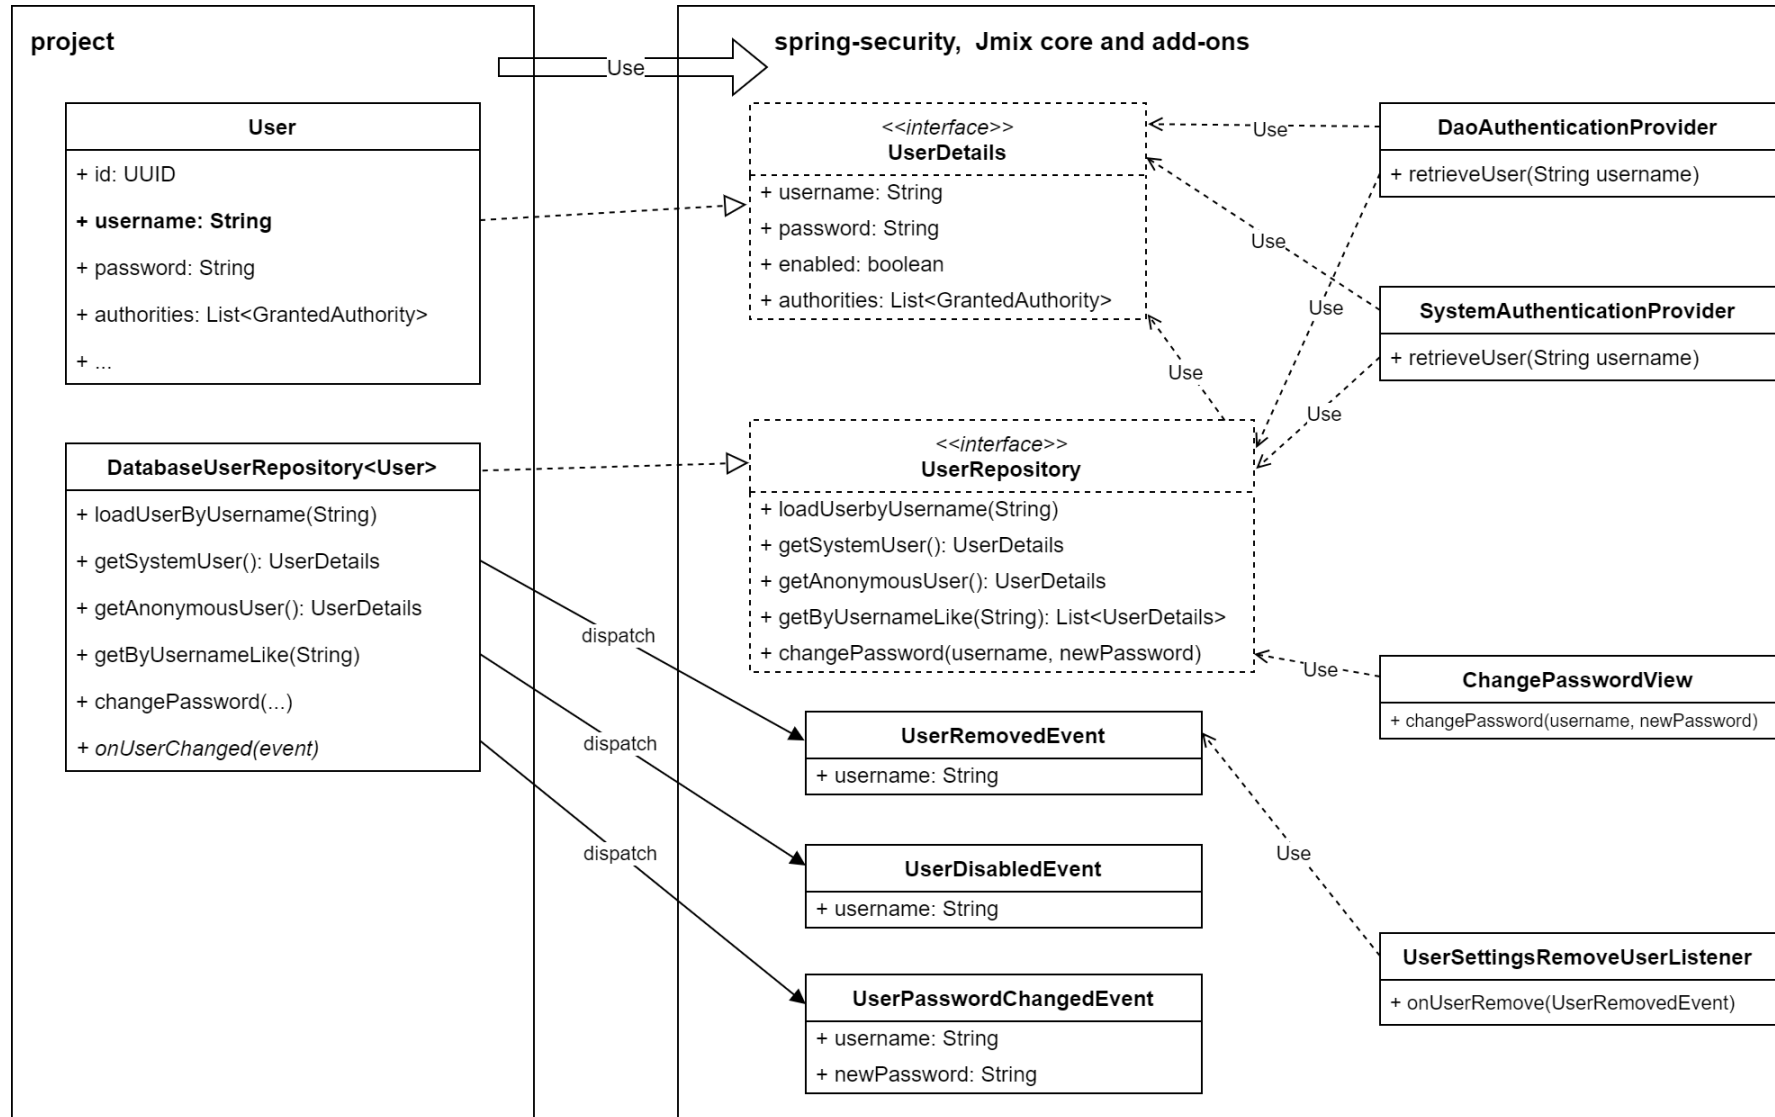 project
User
+ id: UUID
+ username: String
+ password: String
+ authorities: List<GrantedAuthority>
+ ...
DatabaseUserRepository<User>
+ loadUserByUsername(String)
+ getSystemUser(): UserDetails
+ getAnonymousUser(): UserDetails
+ getByUsernameLike(String)
+ changePassword(...)
+ onUserChanged(event)
Use
dispatch
dispatch
dispatch
spring-security,  Jmix core and add-ons
<<interface>>
UserDetails
+ username: String
+ password: String
+ enabled: boolean
+ authorities: List<GrantedAuthority>
<<interface>>
UserRepository
+ loadUserbyUsername(String)
+ getSystemUser(): UserDetails
+ getAnonymousUser(): UserDetails
+ getByUsernameLike(String): List<UserDetails>
+ changePassword(username, newPassword)
UserRemovedEvent
+ username: String
UserDisabledEvent
+ username: String
UserPasswordChangedEvent
+ username: String
+ newPassword: String
Use
Use
Use
Use
Use
Use
Use
DaoAuthenticationProvider
+ retrieveUser(String username)
SystemAuthenticationProvider
+ retrieveUser(String username)
ChangePasswordView
+ changePassword(username, newPassword)
UserSettingsRemoveUserListener
+ onUserRemove(UserRemovedEvent)